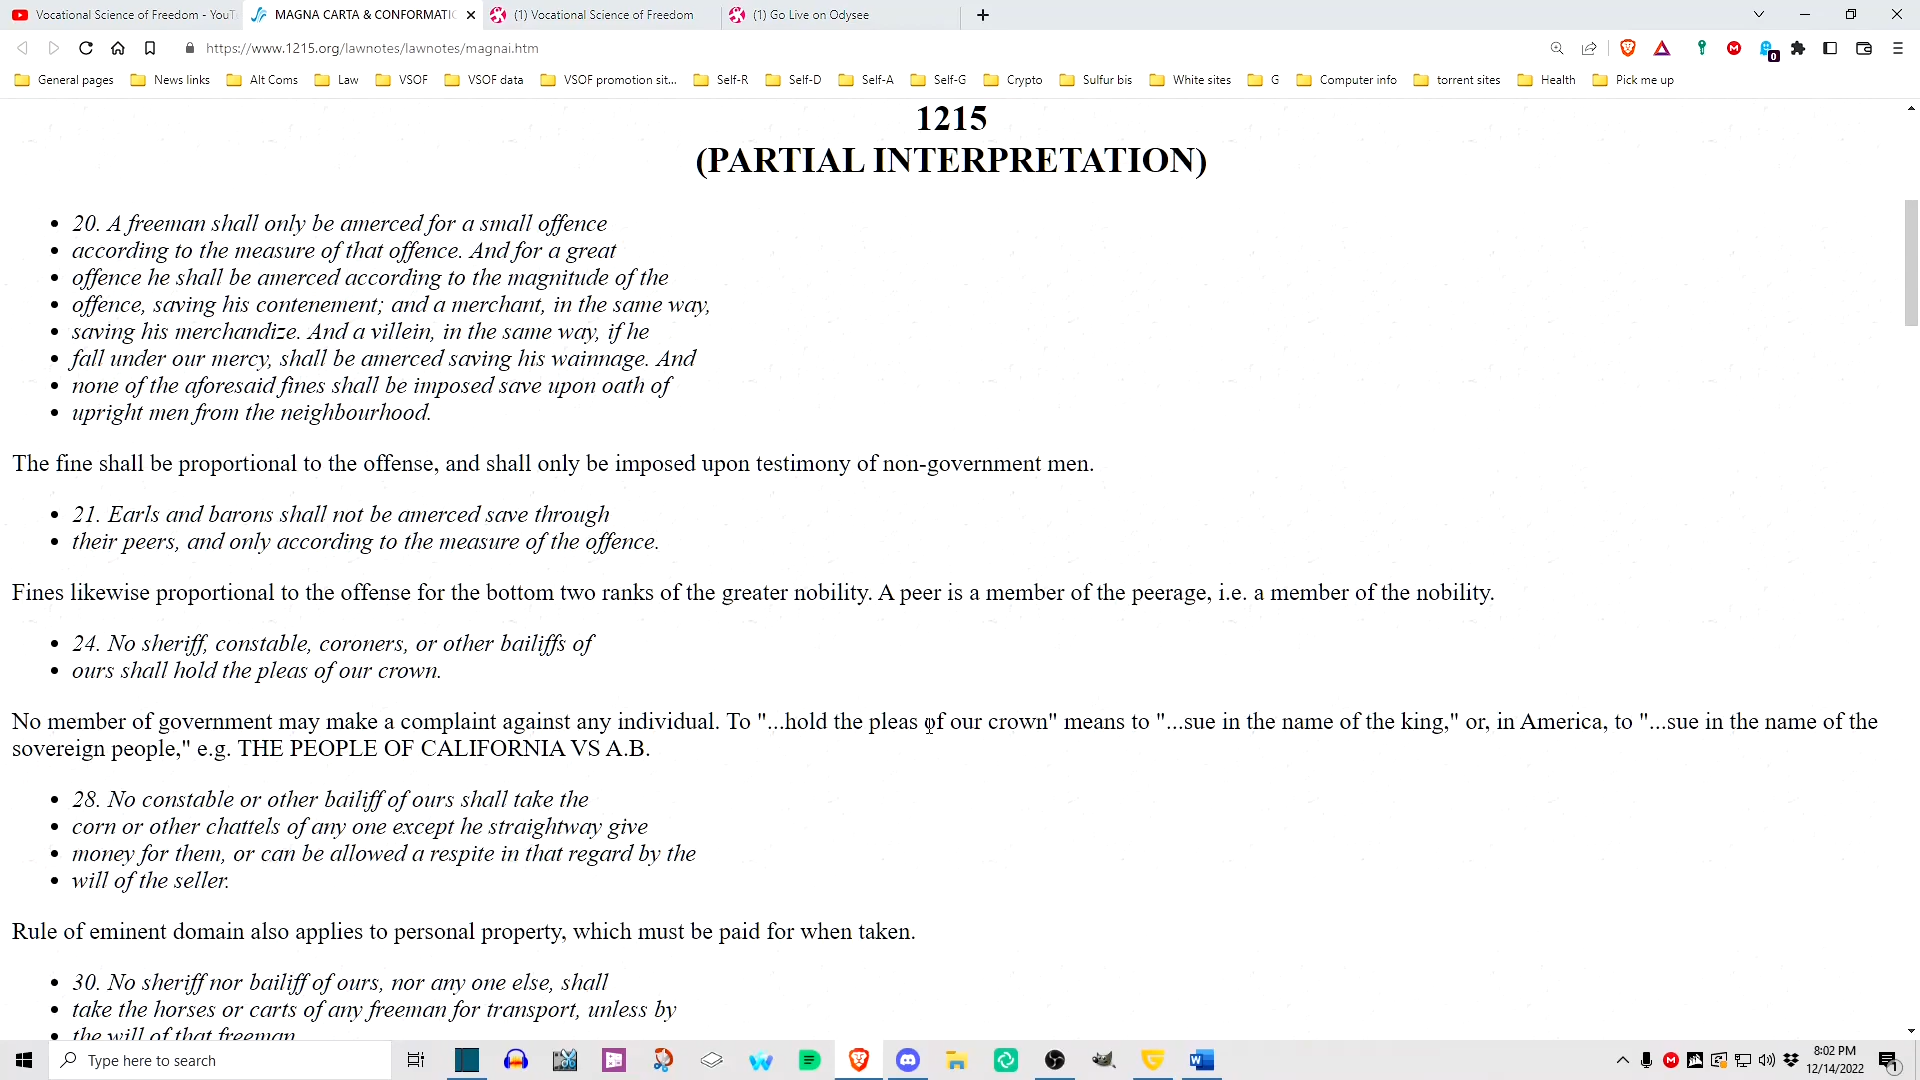 Vocational Science of Freedom - YouT
MAGNA CARTA & CONFORMATIC
(1) Vocational Science of Freedom
(1) Go Live on Odysee
https://www.1215.org/lawnotes/lawnotes/magnai.htm
0
General pages
News links
Alt Coms
Law
VSOF
VSOF data
VSOF promotion sit...
Self-R
Self-D
Self-A
Self-G
Crypto
Sulfur bis
White sites
G
Computer info
torrent sites
Health
Pick me up
1215
(PARTIAL INTERPRETATION)
• 20. A freeman shall only be amerced for a small offence
• according to the measure of that offence. And for a great
• offence he shall be amerced according to the magnitude of the
• offence, saving his contenement; and a merchant, in the same way,
• saving his merchandize. And a villein, in the same way, if he
• fall under our mercy, shall be amerced saving his wainnage. And
• none of the aforesaid fines shall be imposed save upon oath of
• upright men from the neighbourhood.
The fine shall be proportional to the offense, and shall only be imposed upon testimony of non-government men.
• 21. Earls and barons shall not be amerced save through
• their peers, and only according to the measure of the offence.
Fines likewise proportional to the offense for the bottom two ranks of the greater nobility. A peer is a member of the peerage, i.e. a member of the nobility.
• 24. No sheriff, constable, coroners, or other bailiffs of
• ours shall hold the pleas of our crown.
No member of government may make a complaint against any individual. To "...hold the pleas of our crown" means to "...sue in the name of the king," or, in America, to "...sue in the name of the
sovereign people," e.g. THE PEOPLE OF CALIFORNIA VS A.B.
• 28. No constable or other bailiff of ours shall take the
• corn or other chattels of any one except he straightway give
• money for them, or can be allowed a respite in that regard by the
• will of the seller.
Rule of eminent domain also applies to personal property, which must be paid for when taken.
• 30. No sheriff nor bailiff of ours, nor any one else, shall
• take the horses or carts of any freeman for transport, unless by
• the will of that freeman
Type here to search
8:02 PM
12/14/2022
1